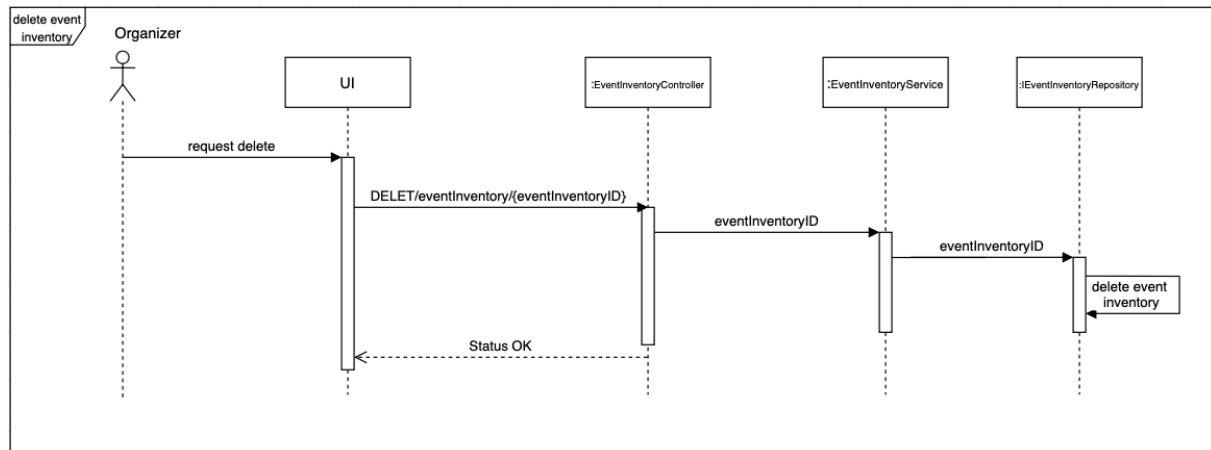 delete event
inventory
Organizer
UI
:EventInventoryController
:EventInventoryService
:IEventInventoryRepository
request delete
DELET/eventInventory/{eventInventoryID}
eventInventoryID
eventInventoryID
delete event
inventory
Status OK